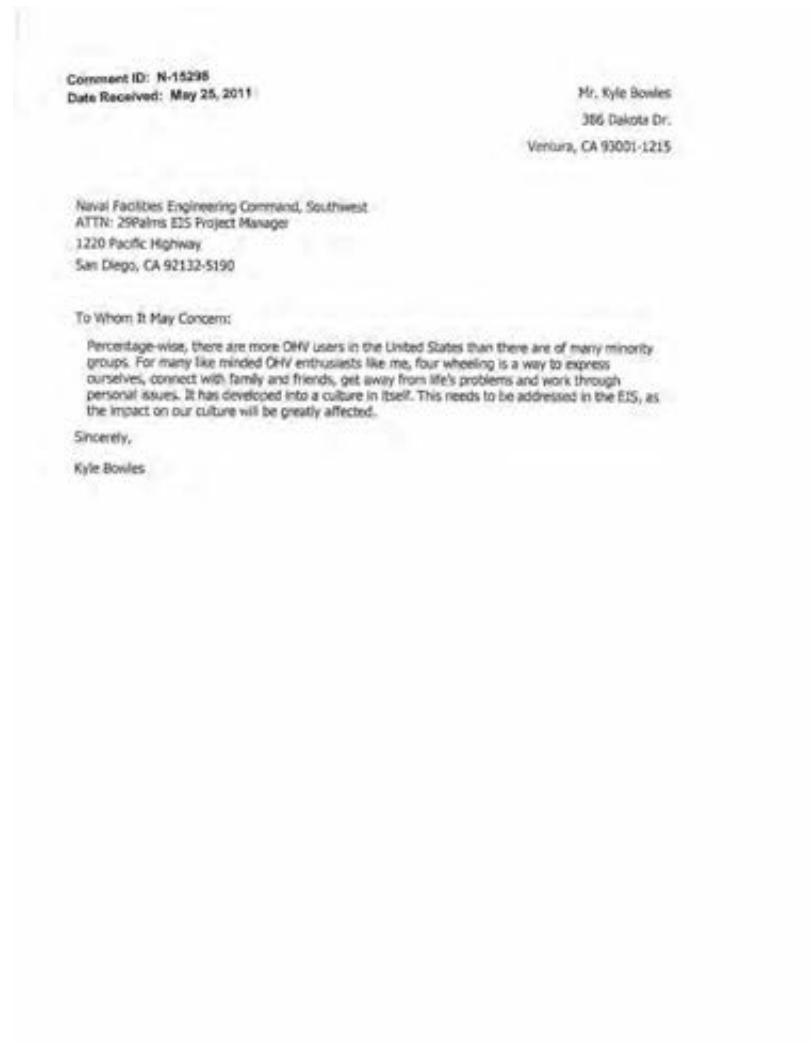 Comment ID: N-15298
Date Received: May 25, 2011
Mr. Kyle Bowles
386 Dakota Dr.
Ventura, CA 93001-1215
Naval Facilities Engineering Command, Southwest
ATTN: 29Palms EIS Project Manager
1220 Pacific Highway
San Diego, CA 92132-5190
To Whom It May Concern:
Percentage-wise, there are more OHV users in the United States than there are of many minority
groups. For many like minded OHV enthusiasts like me, four wheeling is a way to express
ourselves, connect with family and friends, get away from life's problems and work through
personal issues. It has developed into a culture in itself. This needs to be addressed in the EIS, as
the impact on our culture will be greatly affected.
Sincerely,
Kyle Bowles